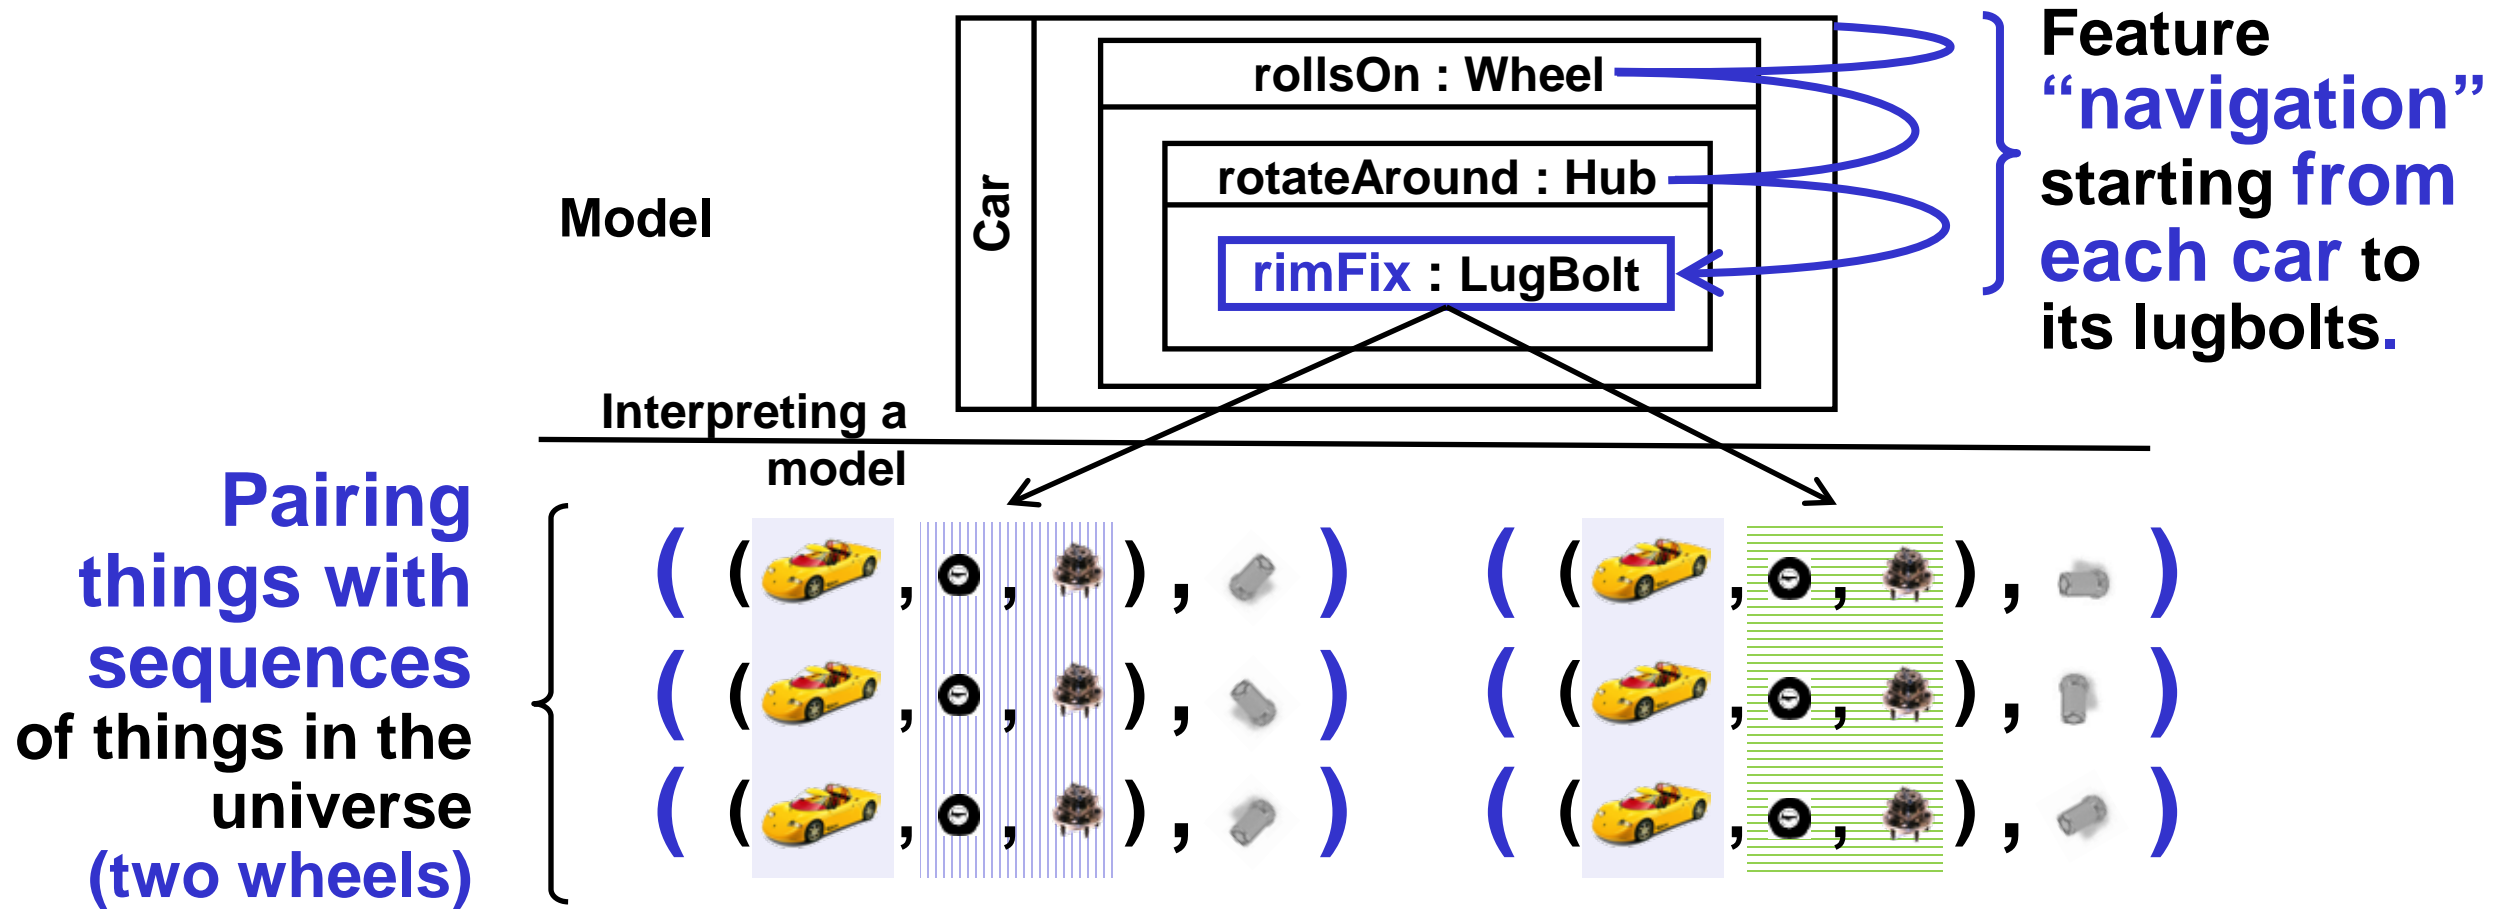 Model
Car
rollsOn : Wheel
rotateAround : Hub
rimFix : LugBolt
Feature
“navigation”
starting from
each car to
its lugbolts.
Interpreting a
model
Pairing
things with
sequences
of things in the
universe
(two wheels)
( ( , , ) , ) ( ( , , ) , )
( ( , , ) , ) ( ( , , ) , )
( ( , , ) , ) ( ( , , ) , )